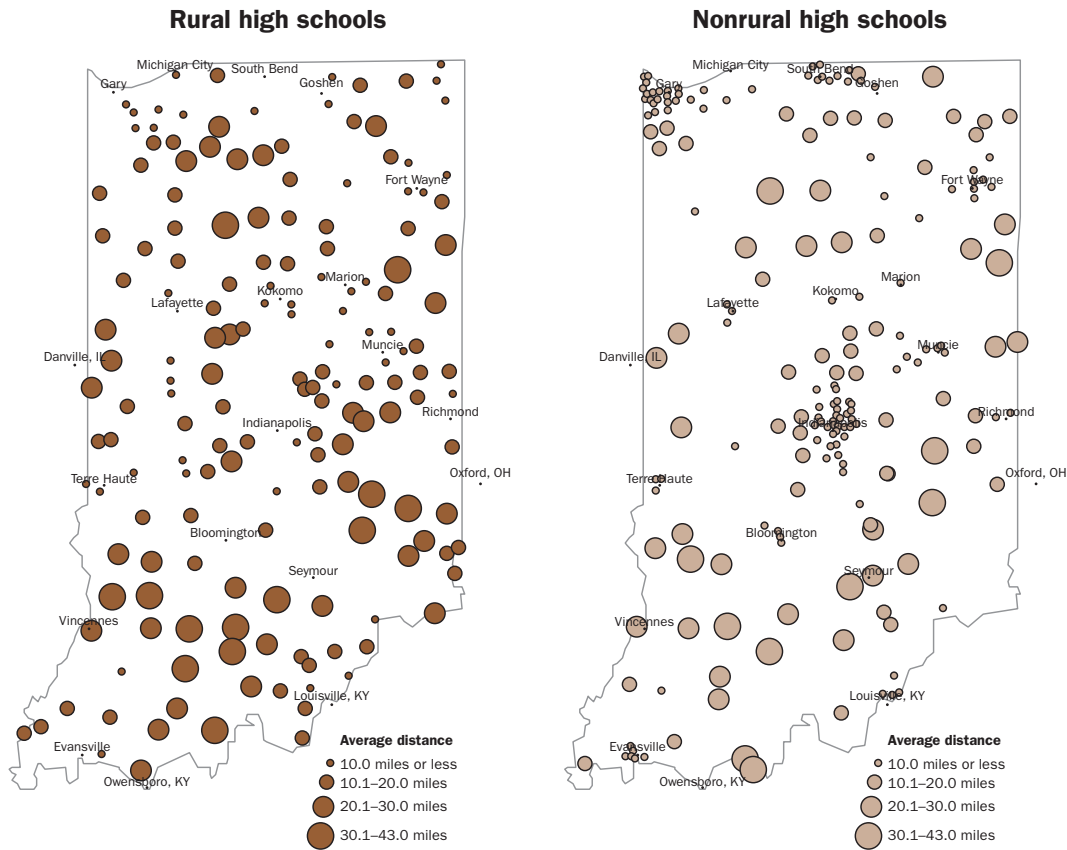 Rural high schools
Michigan City
South Bend
Gary
Goshen
Fort Wayne
Marion
Kokomo
Lafayette
Muncie
Danville, IL
Richmond
Indianapolis
Oxford, OH
Terre Haute
Bloomington
Seymour
Vincennes
Louisville, KY
Evansville
Owensboro, KY
Average distance
10.0 miles or less
10.1–20.0 miles
20.1–30.0 miles
30.1–43.0 miles
Nonrural high schools
Michigan City
South Bend
Gary
Goshen
Fort Wayne
Marion
Kokomo
Lafayette
Muncie
Danville, IL
Richmond
Indianapolis
Oxford, OH
Terre Haute
Bloomington
Seymour
Vincennes
Louisville, KY
Evansville
Owensboro, KY
Average distance
10.0 miles or less
10.1–20.0 miles
20.1–30.0 miles
30.1–43.0 miles